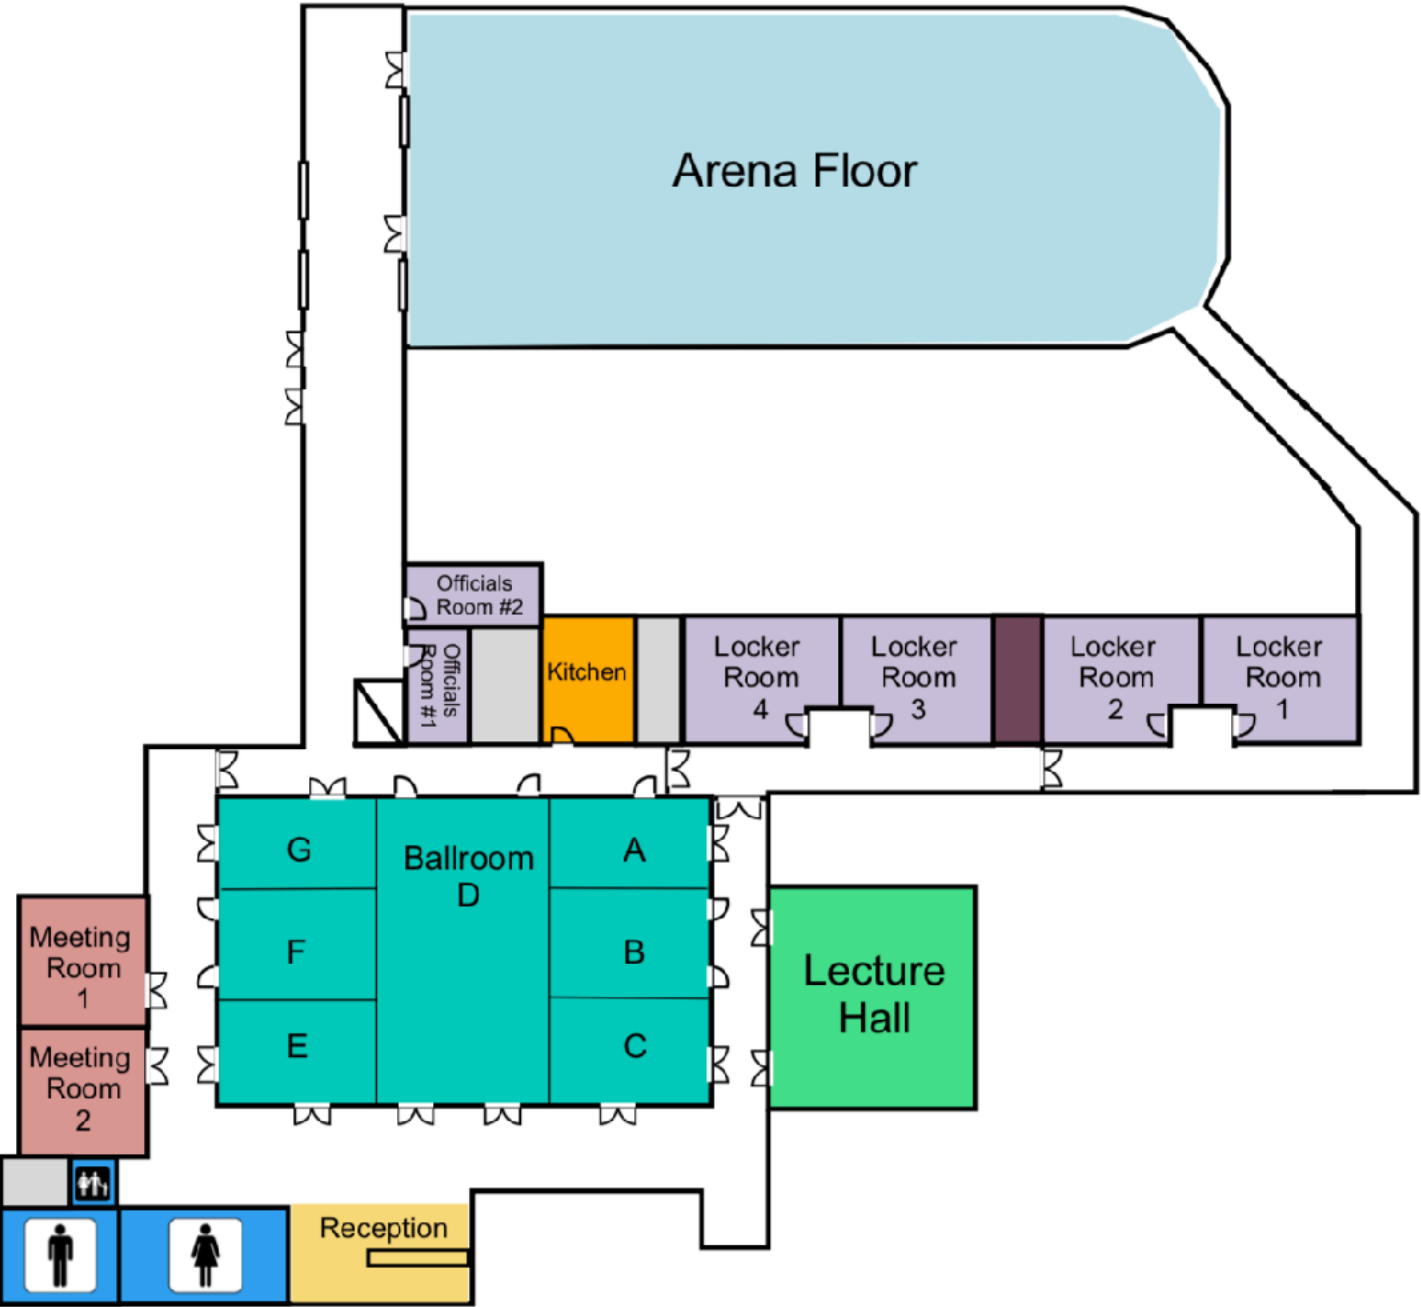 Arena Floor
Officials
Room #2
Officials
Room #1
Kitchen
Locker
Room
4
Locker
Room
3
Locker
Room
2
Locker
Room
1
G
Ballroom
D
A
F
B
E
C
Meeting
Room
1
Meeting
Room
2
Lecture
Hall
Reception